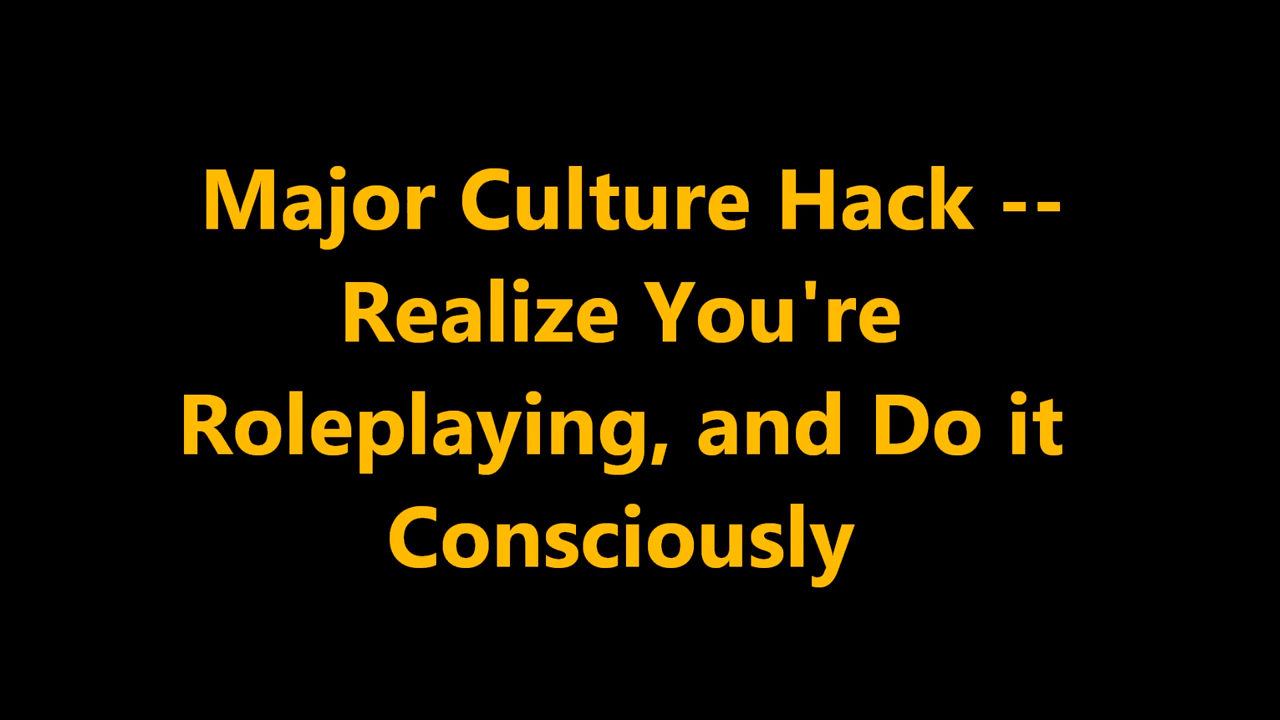 Major Culture Hack --
Realize You're
Roleplaying, and Do it
Consciously